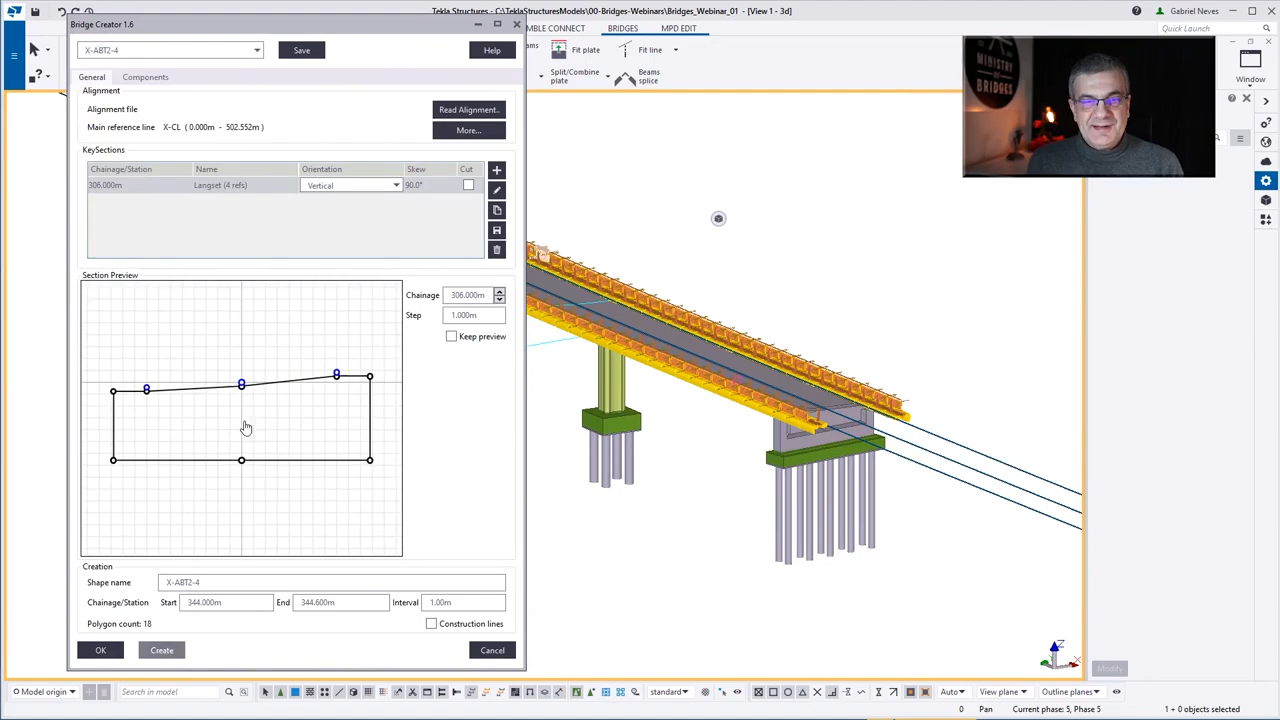 Tekla Structures - C:\TeklaStructuresModels\00-Bridges-Webinars\Bridges_Webinar_01 - [View 1 - 3d]
Gabriel Neves
Bridge Creator 1.6
MBLE CONNECT
BRIDGES
MPD EDIT
Quick Launch
X-ABT2-4
Save
Help
ms
Fit plate
Fit line
Split/Combine
plate
Beams
splice
Window
MINISTRY
OF
BRIDGES
General
Components
Alignment
Alignment file
Read Alignment..
Main reference line X-CL ( 0.000m - 502.552m )
More...
KeySections
Chainage/Station Name Orientation Skew Cut
306.000m Langset (4 refs) Vertical 90.0°
Section Preview
Chainage 306.000m
Step 1.000m
Keep preview
Creation
Shape name X-ABT2-4
Chainage/Station Start 344.000m End 344.600m Interval 1.00m
Polygon count: 18
Construction lines
OK
Create
Cancel
Z
X
Modify
Model origin
Search in model
standard
Auto
View plane
Outline planes
0 Pan Current phase: 5, Phase 5 1 + 0 objects selected